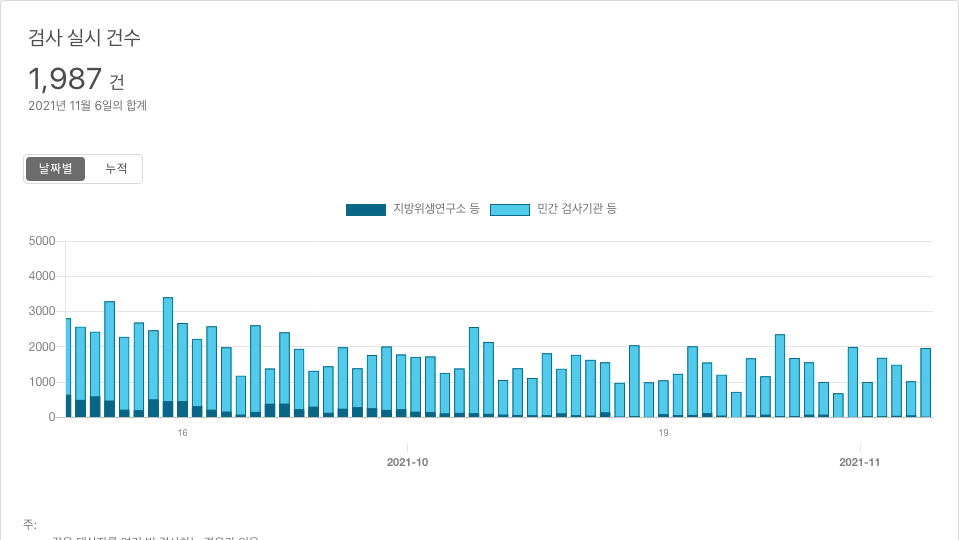 검사 실시 건수
1,987 건
2021년 11월 6일의 합계
날짜별 누적
지방위생연구소 등 민간 검사기관 등
5000
4000
3000
2000
1000
0
16 19
2021-10 2021-11
주: